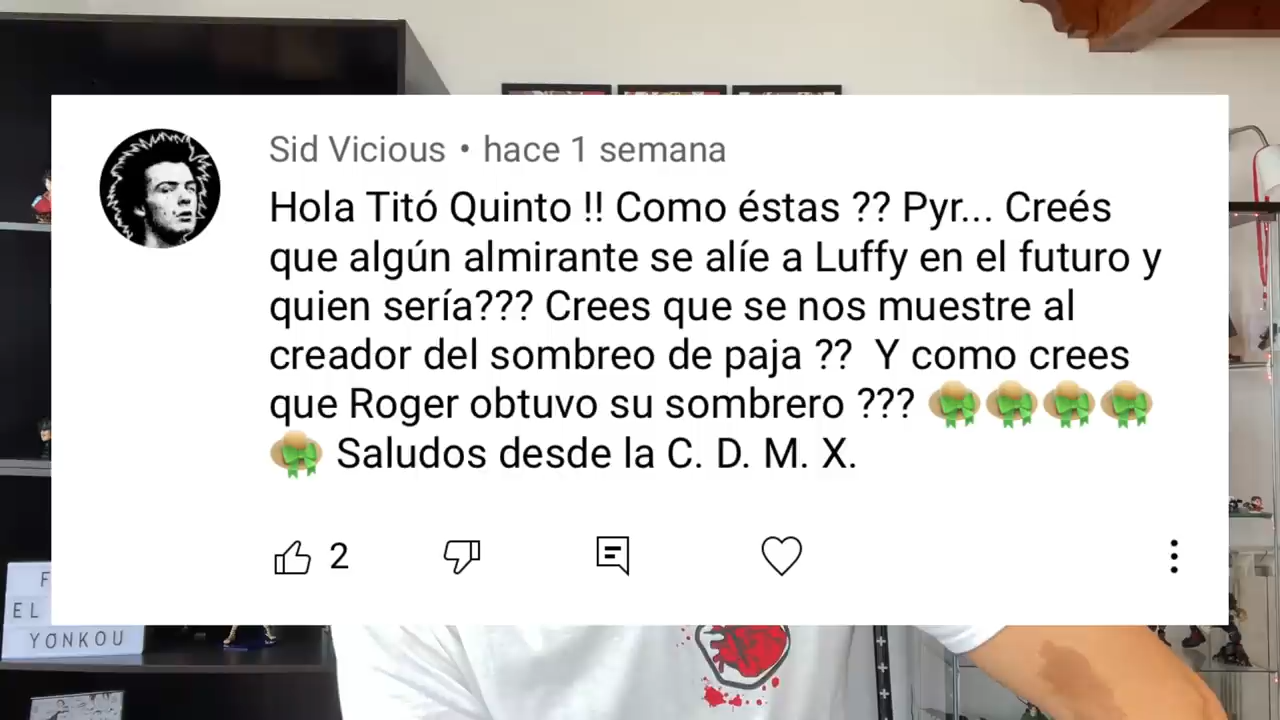 Sid Vicious • hace 1 semana
Hola Titó Quinto !! Como éstas ?? Pyr... Creés
que algún almirante se alíe a Luffy en el futuro y
quien sería??? Crees que se nos muestre al
creador del sombreo de paja ?? Y como crees
que Roger obtuvo su sombrero ??? 👒👒👒👒
👒 Saludos desde la C. D. M. X.
2
F
EL
YONKOU